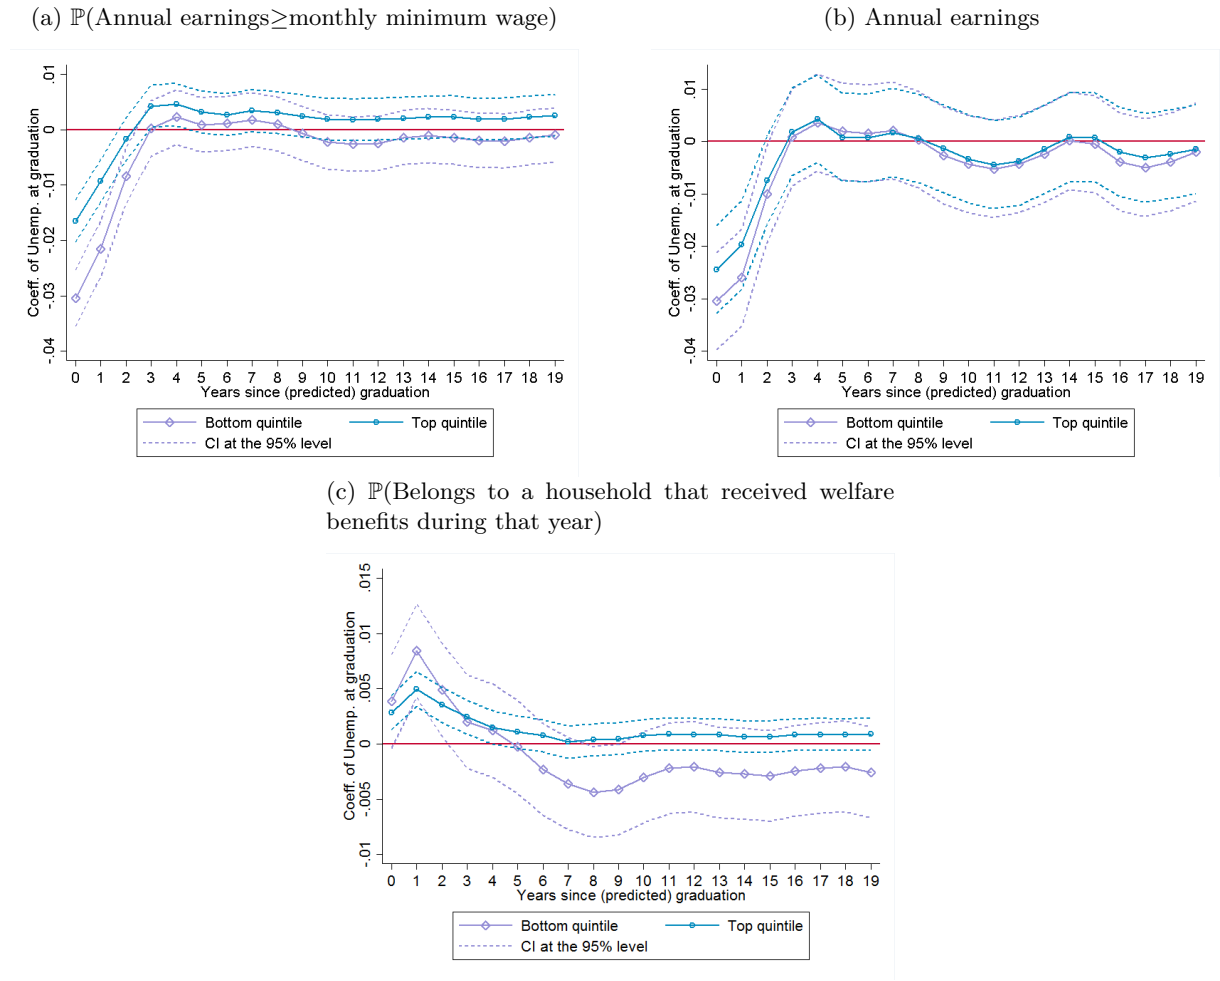 (a) ℙ(Annual earnings≥monthly minimum wage)
Coeff. of Unemp. at graduation
.01
0
-.01
-.02
-.03
-.04
0 1 2 3 4 5 6 7 8 9 10 11 12 13 14 15 16 17 18 19
Years since (predicted) graduation
Bottom quintile
Top quintile
CI at the 95% level
(b) Annual earnings
Coeff. of Unemp. at graduation
.01
0
-.01
-.02
-.03
-.04
0 1 2 3 4 5 6 7 8 9 10 11 12 13 14 15 16 17 18 19
Years since (predicted) graduation
Bottom quintile
Top quintile
CI at the 95% level
(c) ℙ(Belongs to a household that received welfare
benefits during that year)
Coeff. of Unemp. at graduation
.015
.01
.005
0
-.005
-.01
0 1 2 3 4 5 6 7 8 9 10 11 12 13 14 15 16 17 18 19
Years since (predicted) graduation
Bottom quintile
Top quintile
CI at the 95% level